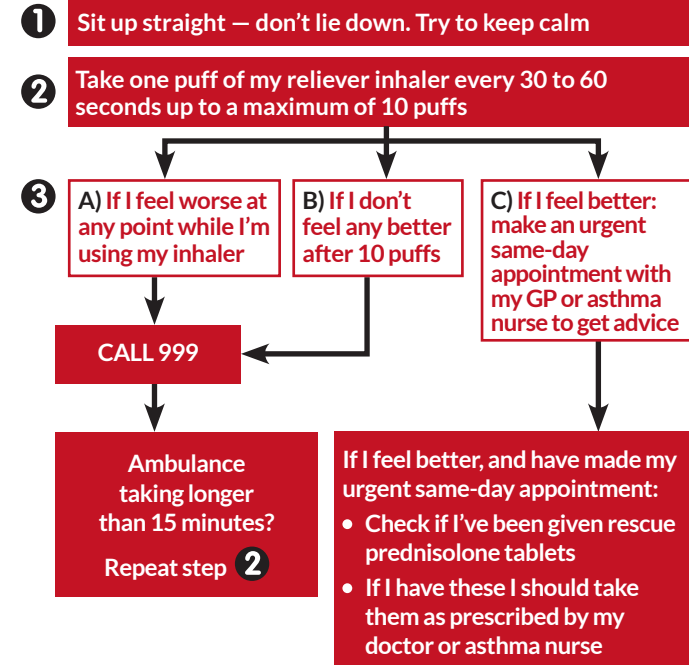 1 Sit up straight — don't lie down. Try to keep calm
2 Take one puff of my reliever inhaler every 30 to 60
seconds up to a maximum of 10 puffs
3
A) If I feel worse at
any point while I'm
using my inhaler
B) If I don't
feel any better
after 10 puffs
C) If I feel better:
make an urgent
same-day
appointment with
my GP or asthma
nurse to get advice
CALL 999
Ambulance
taking longer
than 15 minutes?
Repeat step 2
If I feel better, and have made my
urgent same-day appointment:
• Check if I've been given rescue
prednisolone tablets
• If I have these I should take
them as prescribed by my
doctor or asthma nurse